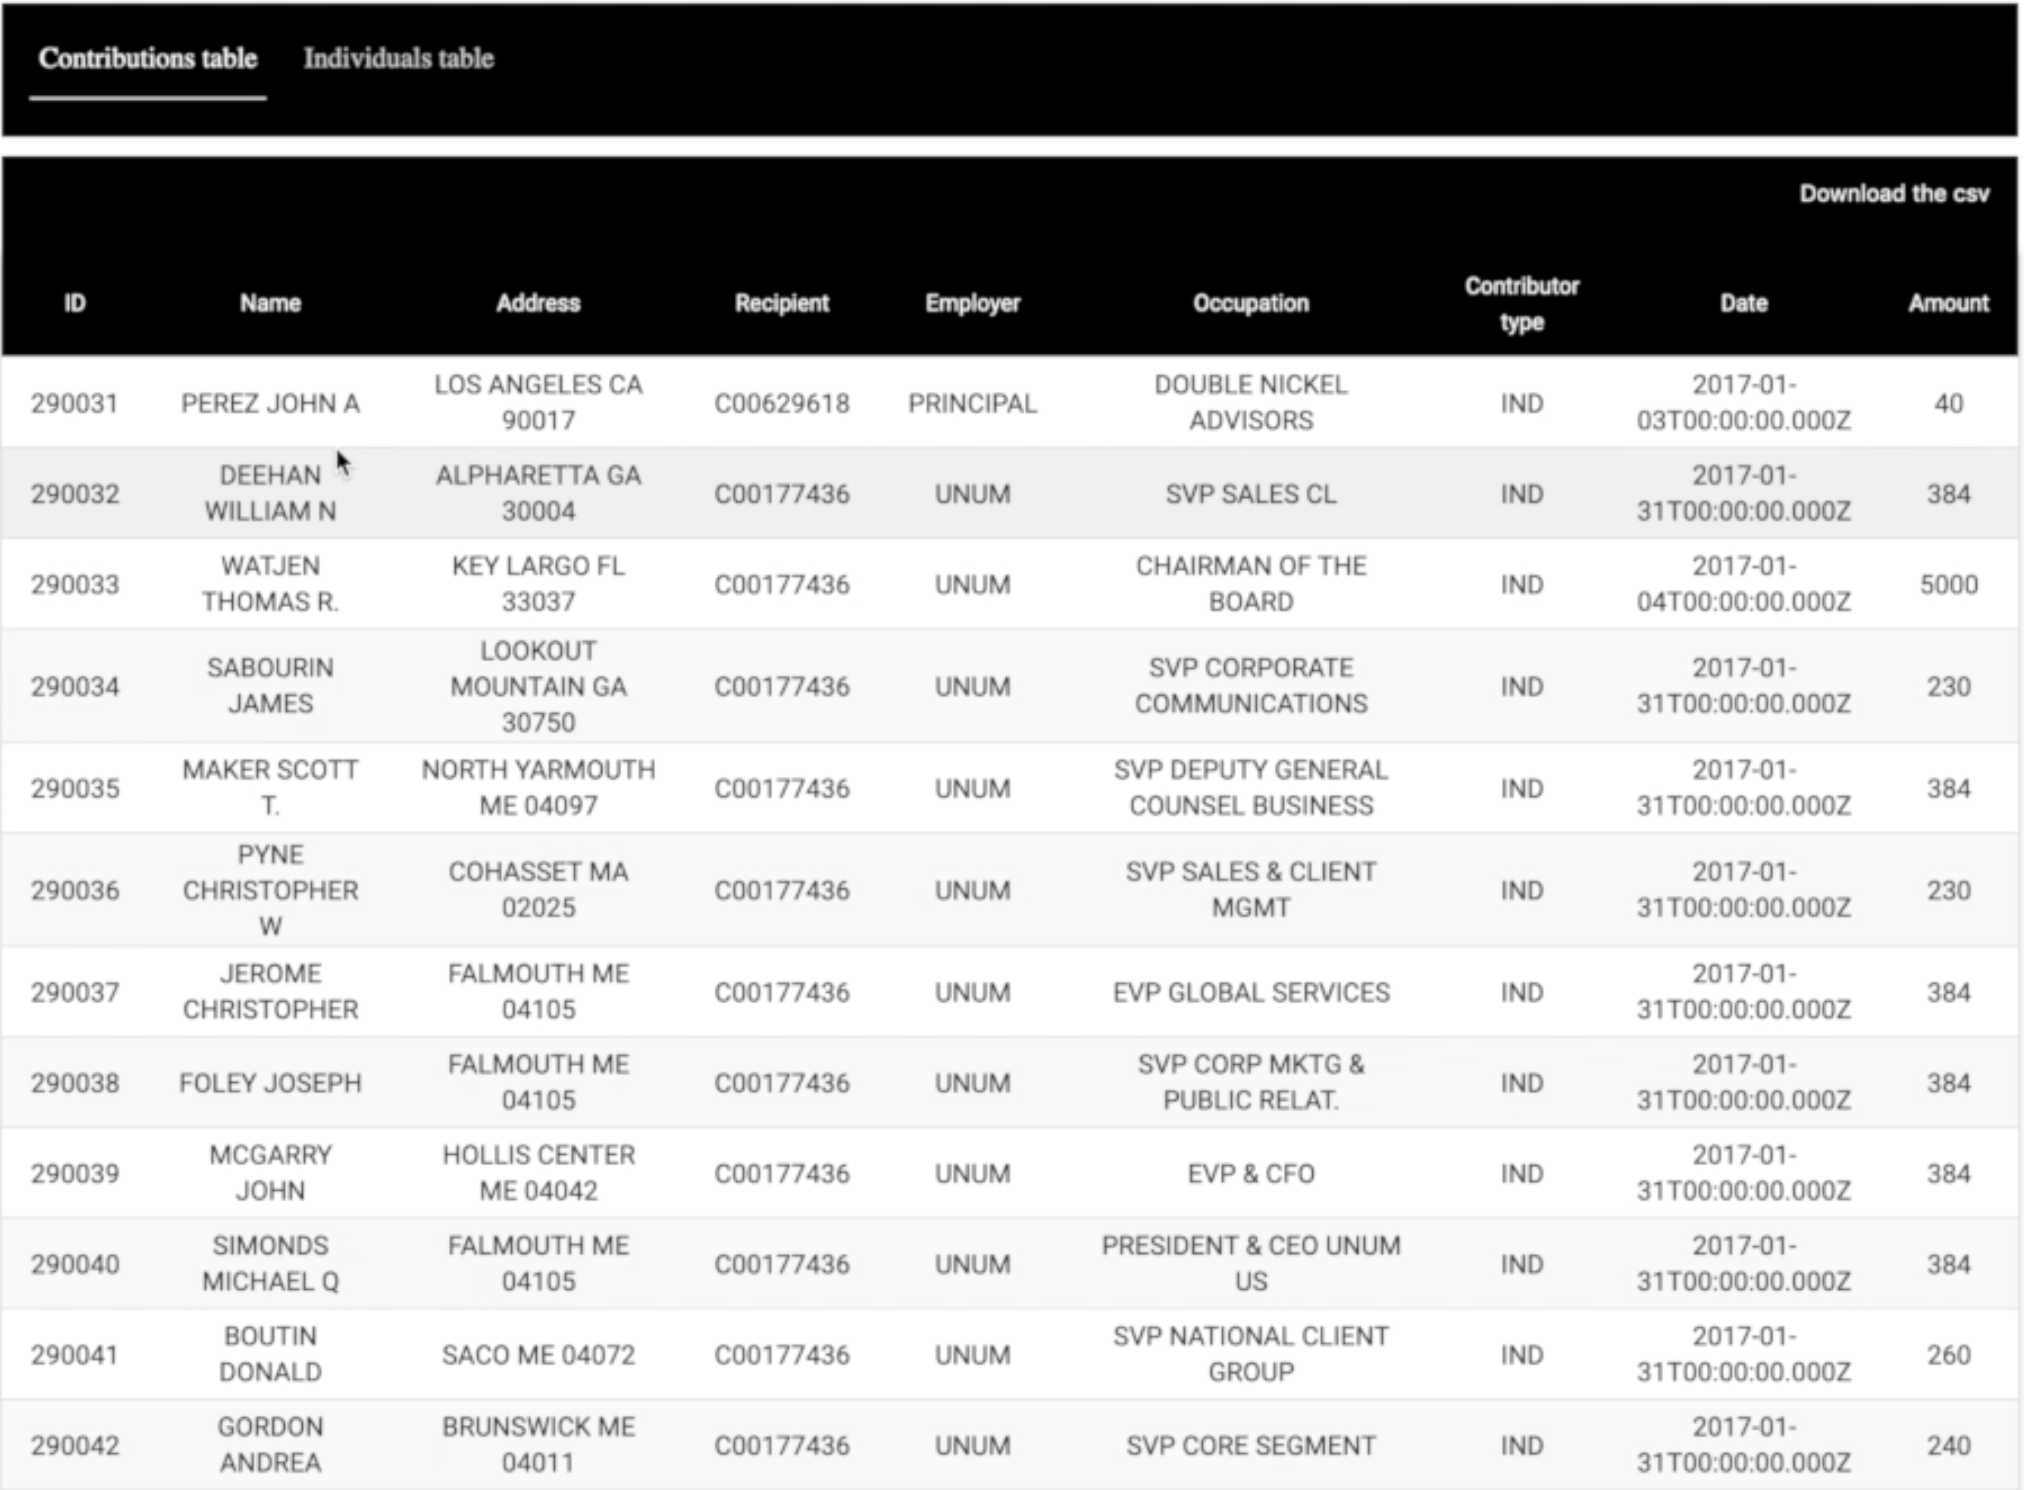 Contributions table Individuals table
Download the csv
ID Name Address Recipient Employer Occupation Contributor type Date Amount
290031 PEREZ JOHN A LOS ANGELES CA 90017 C00629618 PRINCIPAL DOUBLE NICKEL ADVISORS IND 2017-01-03T00:00:00.000Z 40
290032 DEEHAN WILLIAM N ALPHARETTA GA 30004 C00177436 UNUM SVP SALES CL IND 2017-01-31T00:00:00.000Z 384
290033 WATJEN THOMAS R. KEY LARGO FL 33037 C00177436 UNUM CHAIRMAN OF THE BOARD IND 2017-01-04T00:00:00.000Z 5000
290034 SABOURIN JAMES LOOKOUT MOUNTAIN GA 30750 C00177436 UNUM SVP CORPORATE COMMUNICATIONS IND 2017-01-31T00:00:00.000Z 230
290035 MAKER SCOTT T. NORTH YARMOUTH ME 04097 C00177436 UNUM SVP DEPUTY GENERAL COUNSEL BUSINESS IND 2017-01-31T00:00:00.000Z 384
290036 PYNE CHRISTOPHER W COHASSET MA 02025 C00177436 UNUM SVP SALES & CLIENT MGMT IND 2017-01-31T00:00:00.000Z 230
290037 JEROME CHRISTOPHER FALMOUTH ME 04105 C00177436 UNUM EVP GLOBAL SERVICES IND 2017-01-31T00:00:00.000Z 384
290038 FOLEY JOSEPH FALMOUTH ME 04105 C00177436 UNUM SVP CORP MKTG & PUBLIC RELAT. IND 2017-01-31T00:00:00.000Z 384
290039 MCGARRY JOHN HOLLIS CENTER ME 04042 C00177436 UNUM EVP & CFO IND 2017-01-31T00:00:00.000Z 384
290040 SIMONDS MICHAEL Q FALMOUTH ME 04105 C00177436 UNUM PRESIDENT & CEO UNUM US IND 2017-01-31T00:00:00.000Z 384
290041 BOUTIN DONALD SACO ME 04072 C00177436 UNUM SVP NATIONAL CLIENT GROUP IND 2017-01-31T00:00:00.000Z 260
290042 GORDON ANDREA BRUNSWICK ME 04011 C00177436 UNUM SVP CORE SEGMENT IND 2017-01-31T00:00:00.000Z 240